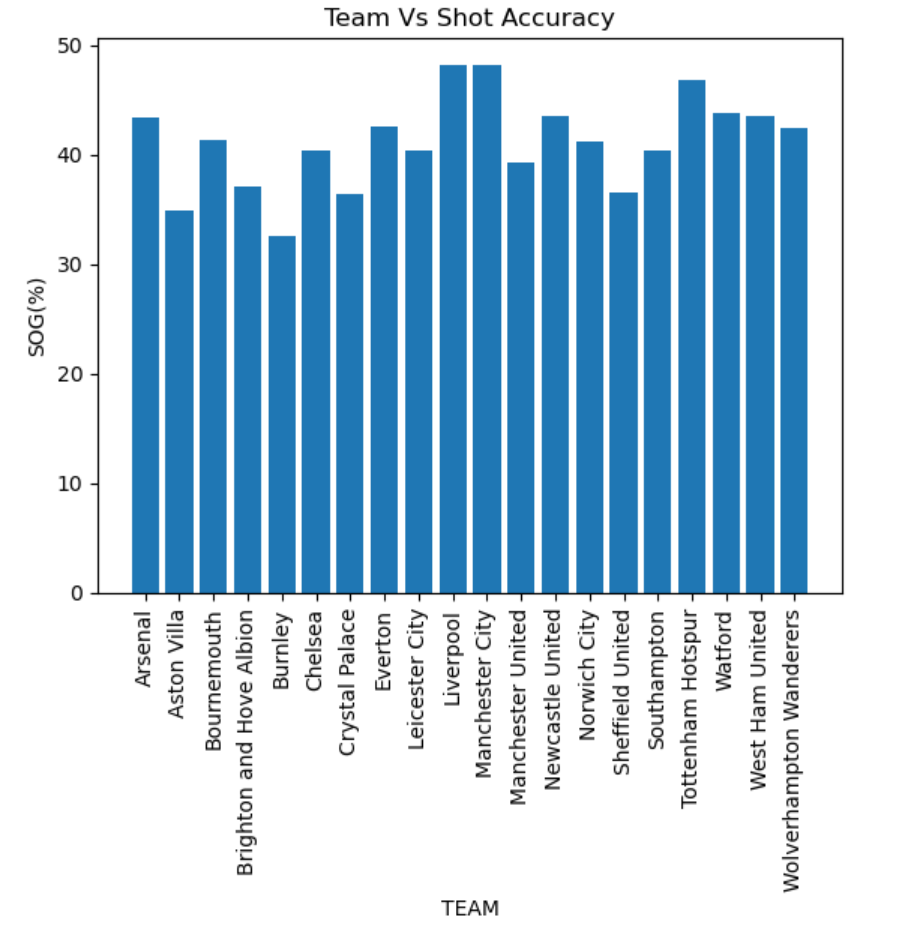 Team Vs Shot Accuracy
50
40
30
20
10
0
SOG(%)
Arsenal
Aston Villa
Bournemouth
Brighton and Hove Albion
Burnley
Chelsea
Crystal Palace
Everton
Leicester City
Liverpool
Manchester City
Manchester United
Newcastle United
Norwich City
Sheffield United
Southampton
Tottenham Hotspur
Watford
West Ham United
Wolverhampton Wanderers
TEAM